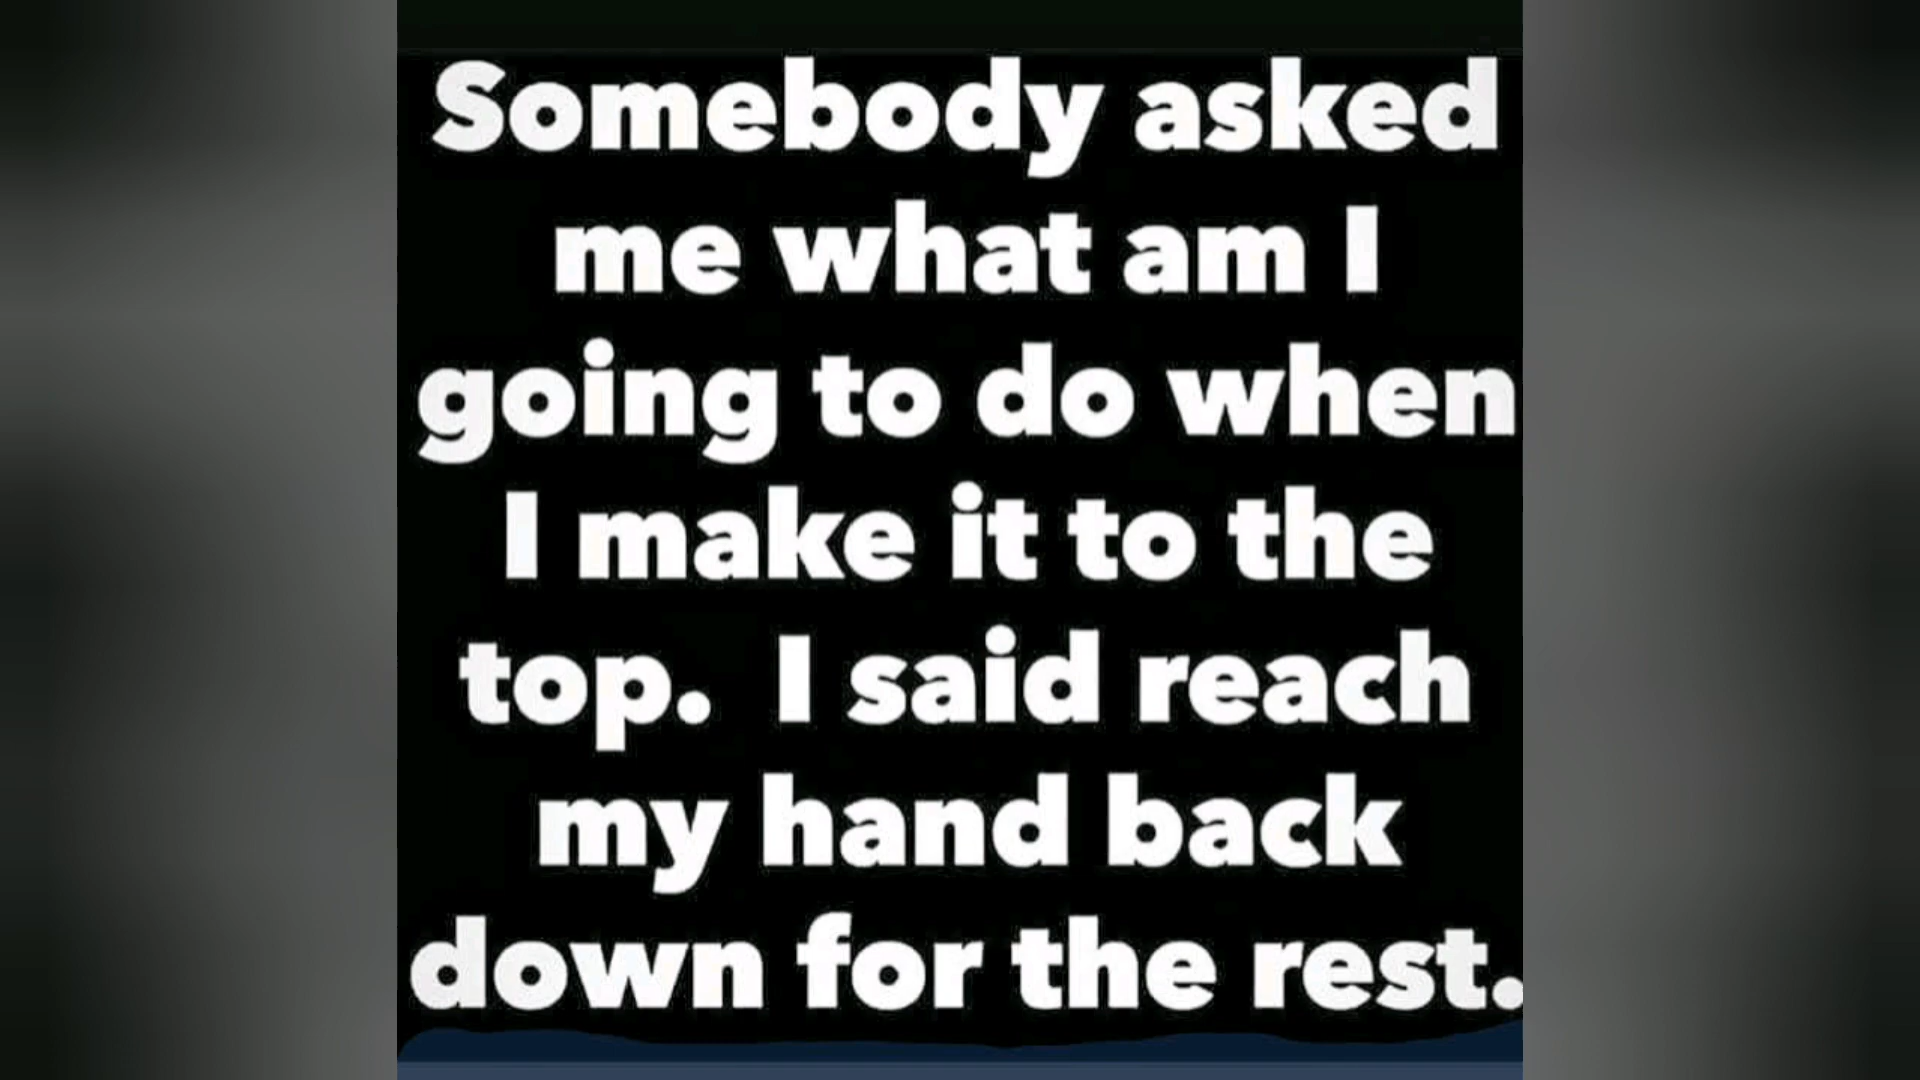 Somebody asked
me what am I
going to do when
I make it to the
top.  I said reach
my hand back
down for the rest.